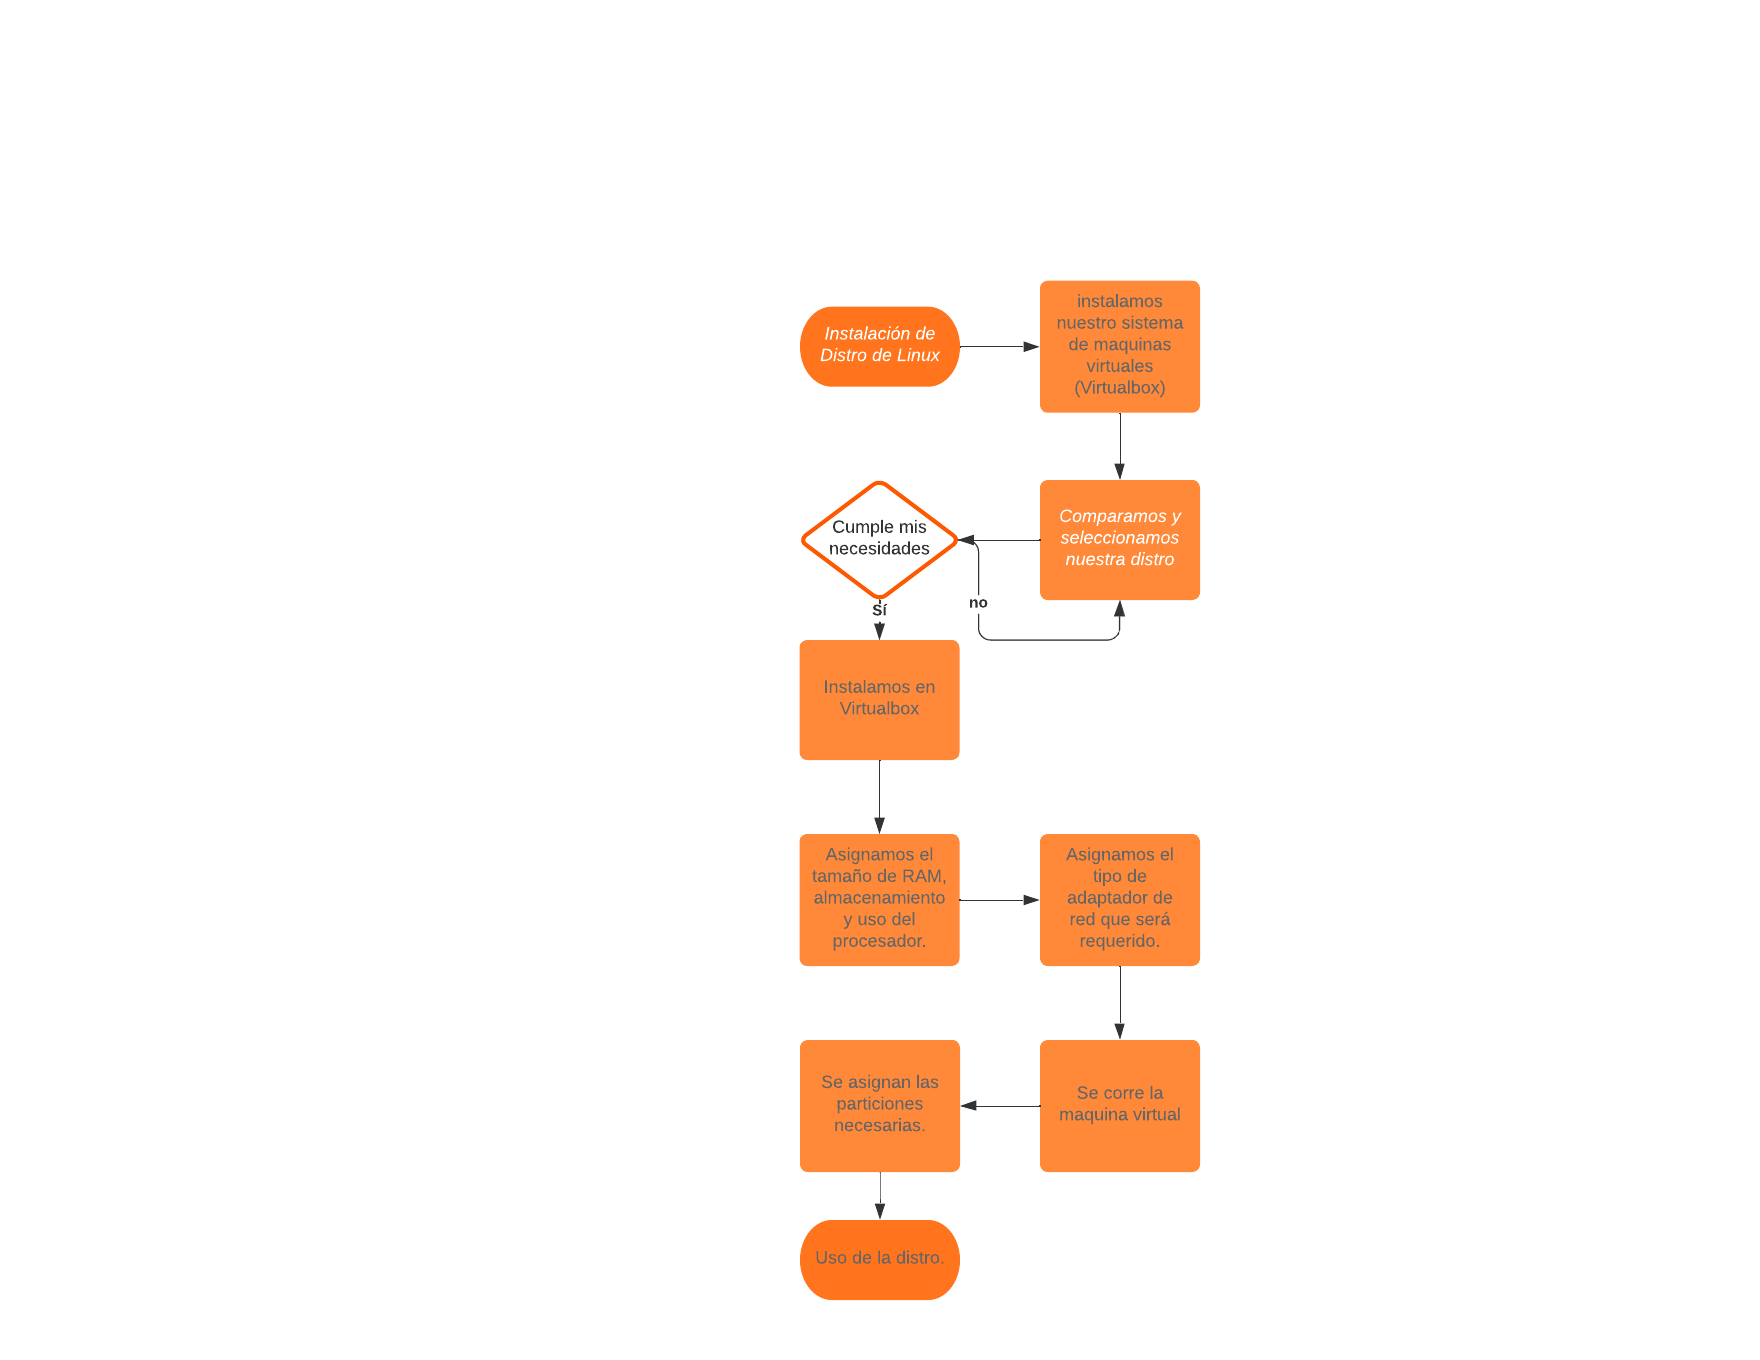 Instalación de
Distro de Linux
instalamos
nuestro sistema
de maquinas
virtuales
(Virtualbox)
Comparamos y
seleccionamos
nuestra distro
Cumple mis
necesidades
no
Sí
Instalamos en
Virtualbox
Asignamos el
tamaño de RAM,
almacenamiento
y uso del
procesador.
Asignamos el
tipo de
adaptador de
red que será
requerido.
Se corre la
maquina virtual
Se asignan las
particiones
necesarias.
Uso de la distro.